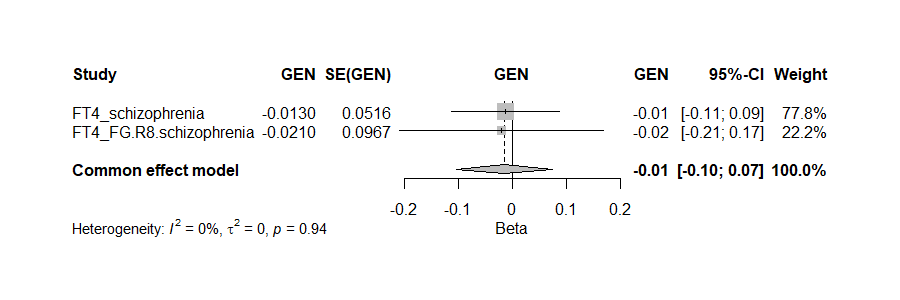 Study GEN SE(GEN) GEN GEN 95%-CI Weight
FT4_schizophrenia -0.0130 0.0516 -0.01 [-0.11; 0.09] 77.8%
FT4_FG.R8.schizophrenia -0.0210 0.0967 -0.02 [-0.21; 0.17] 22.2%
Common effect model -0.01 [-0.10; 0.07] 100.0%
-0.2 -0.1 0 0.1 0.2
Heterogeneity: I² = 0%, τ² = 0, p = 0.94 Beta